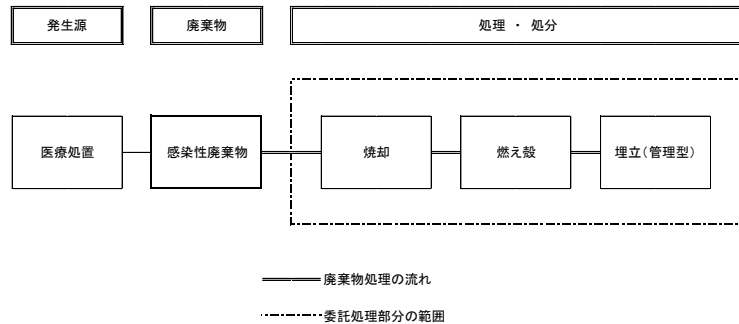 発生源
廃棄物
処理 ・ 処分
医療処置
感染性廃棄物
焼却
燃え殻
埋立(管理型)
廃棄物処理の流れ
委託処理部分の範囲